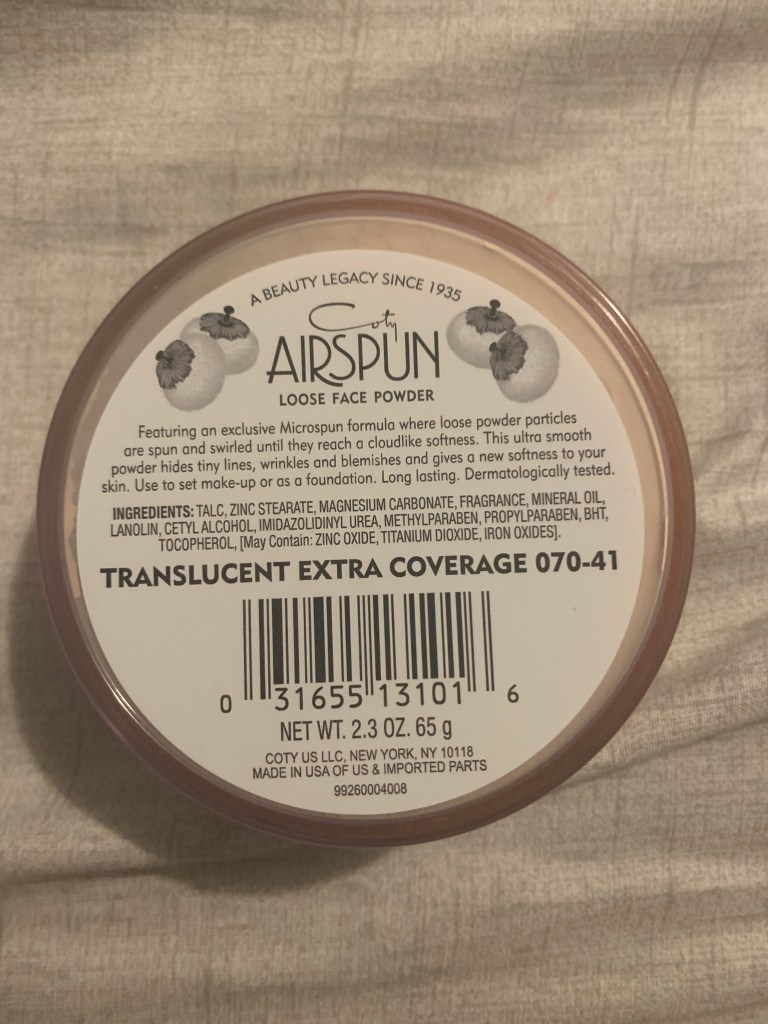 A BEAUTY LEGACY SINCE 1935
Coty
AIRSPUN
LOOSE FACE POWDER
Featuring an exclusive Microspun formula where loose powder particles
are spun and swirled until they reach a cloudlike softness. This ultra smooth
powder hides tiny lines, wrinkles and blemishes and gives a new softness to your
skin. Use to set make-up or as a foundation. Long lasting. Dermatologically tested.
INGREDIENTS: TALC, ZINC STEARATE, MAGNESIUM CARBONATE, FRAGRANCE, MINERAL OIL,
LANOLIN, CETYL ALCOHOL, IMIDAZOLIDINYL UREA, METHYLPARABEN, PROPYLPARABEN, BHT,
TOCOPHEROL, [May Contain: ZINC OXIDE, TITANIUM DIOXIDE, IRON OXIDES].
TRANSLUCENT EXTRA COVERAGE 070-41
0 31655 13101 6
NET WT. 2.3 OZ. 65 g
COTY US LLC, NEW YORK, NY 10118
MADE IN USA OF US & IMPORTED PARTS
99260004008